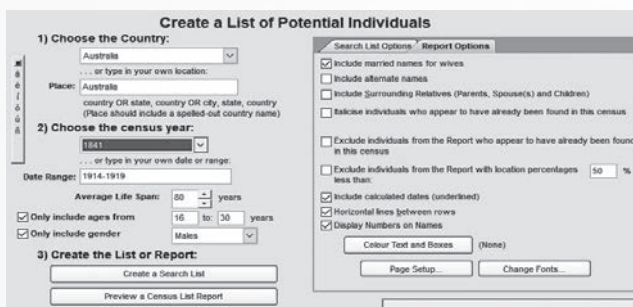 Create a List of Potential Individuals
1) Choose the Country:
Australia
. . . or type in your own location:
Place: Australia
country OR state, country OR city, state, country
(Place should include a spelled-out country name)
2) Choose the census year:
1841
. . . or type in your own date or range:
Date Range: 1914-1919
Average Life Span: 80 years
Only include ages from 16 to: 30 years
Only include gender Males
3) Create the List or Report:
Create a Search List
Preview a Census List Report
Search List Options Report Options
Include married names for wives
Include alternate names
Include Surrounding Relatives (Parents, Spouse(s) and Children)
Italicise individuals who appear to have already been found in this census
Exclude individuals from the Report who appear to have already been found
in this census
Exclude individuals from the Report with location percentages 50 %
less than:
Include calculated dates (underlined)
Horizontal lines between rows
Display Numbers on Names
Colour Text and Boxes (None)
Page Setup... Change Fonts...